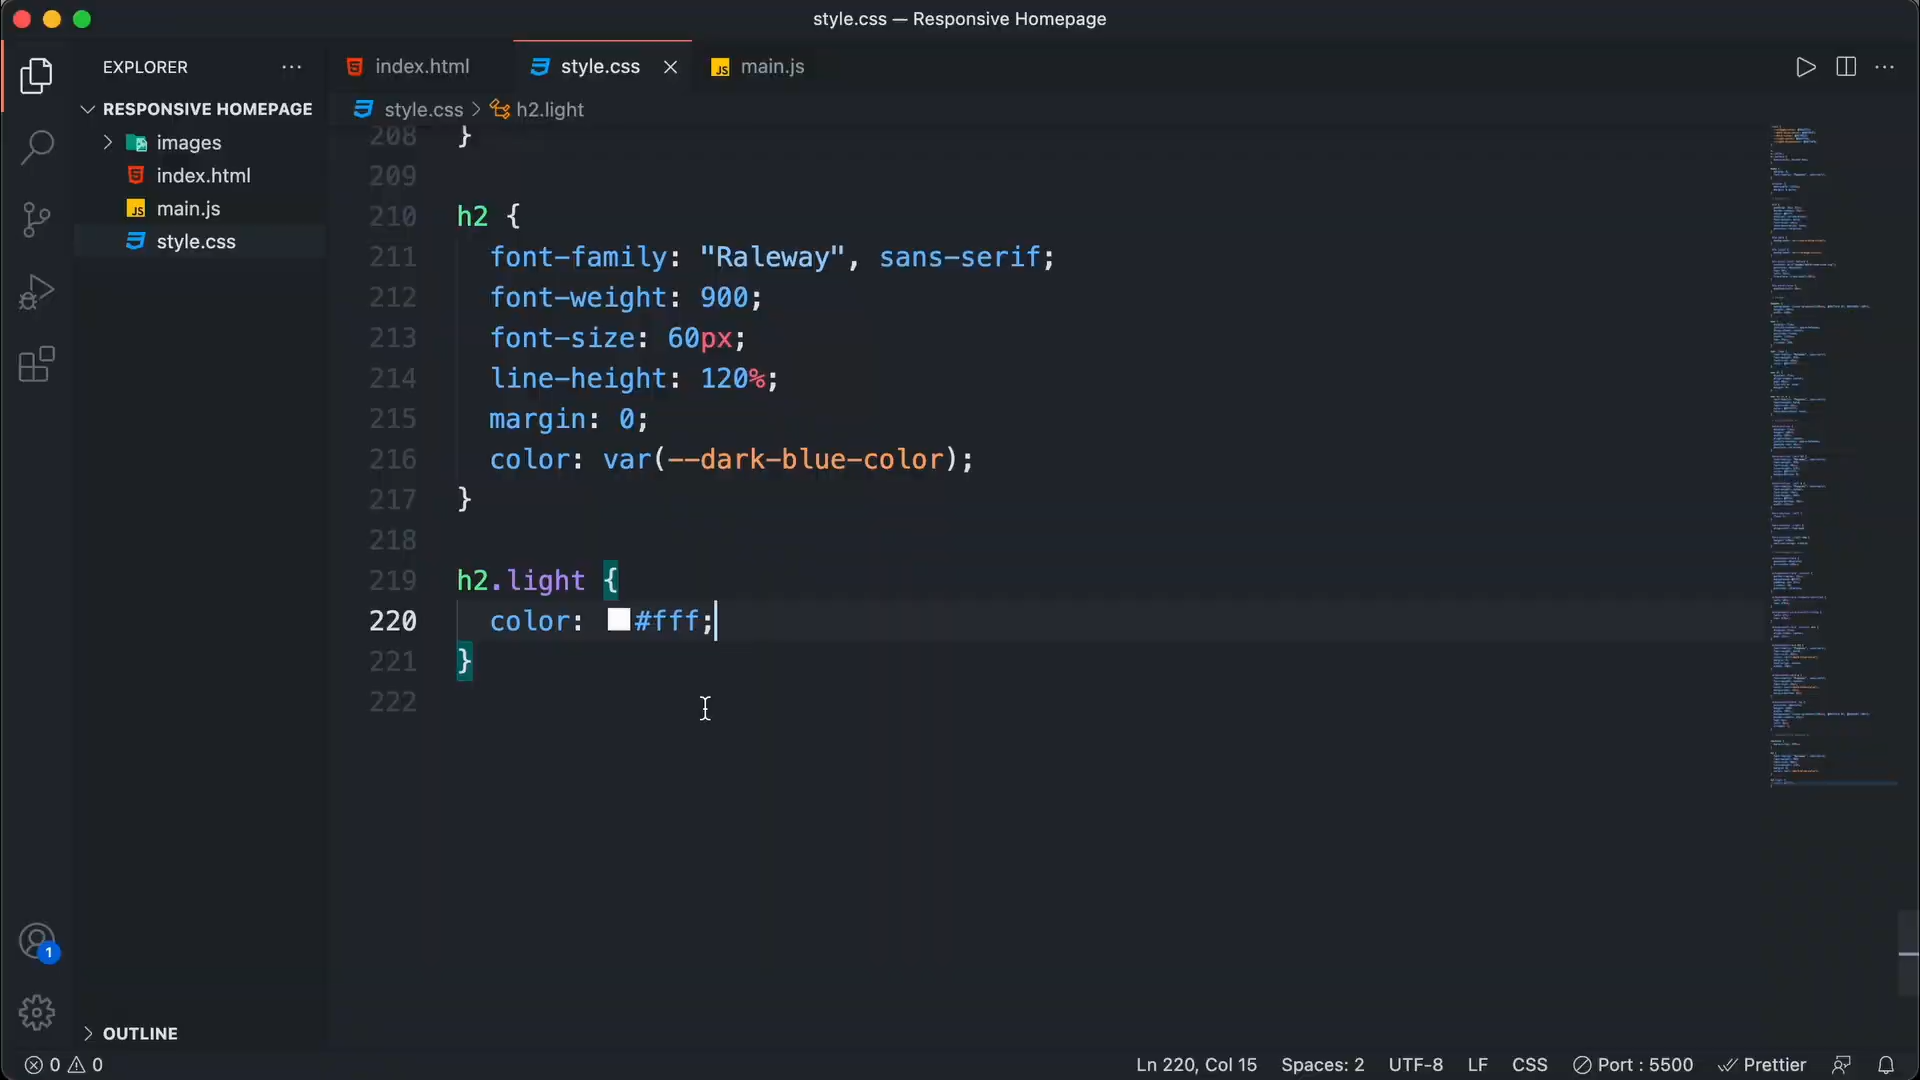 style.css — Responsive Homepage
EXPLORER
index.html
style.css
JS main.js
RESPONSIVE HOMEPAGE
images
index.html
JS main.js
style.css
style.css > h2.light
208 }
209
210 h2 {
211 font-family: "Raleway", sans-serif;
212 font-weight: 900;
213 font-size: 60px;
214 line-height: 120%;
215 margin: 0;
216 color: var(--dark-blue-color);
217 }
218
219 h2.light {
220 color: #fff;
221 }
222
1
OUTLINE
0 0
Ln 220, Col 15
Spaces: 2
UTF-8
LF
CSS
Port : 5500
Prettier